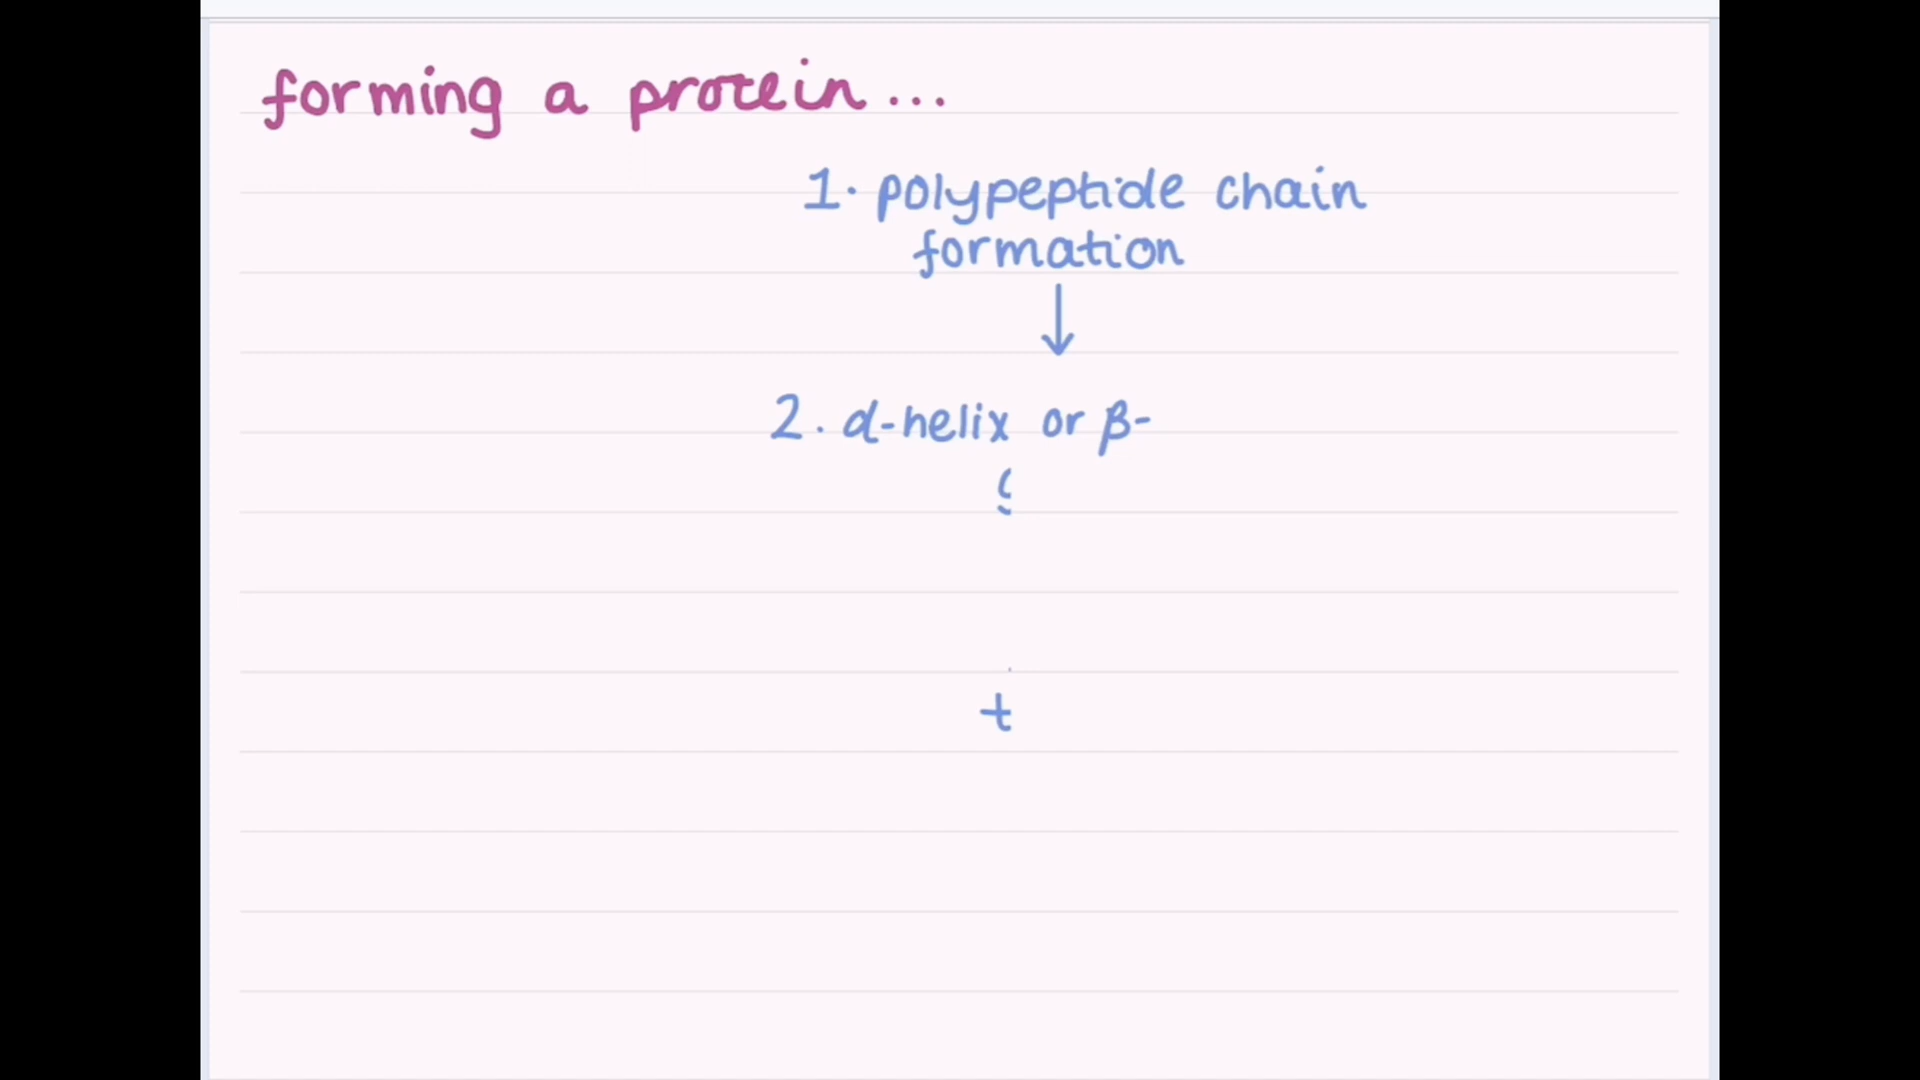 forming a protein...
1. polypeptide chain
formation
2. α-helix or β-
t